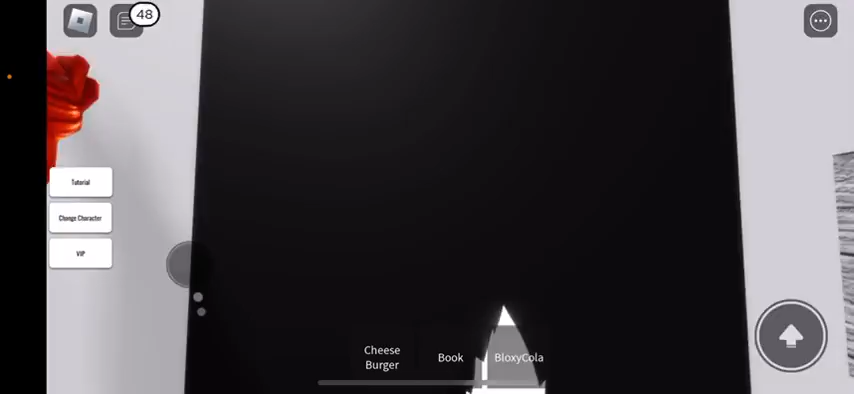 48
Tutorial
Change Character
VIP
Cheese
Burger
Book
BloxyCola